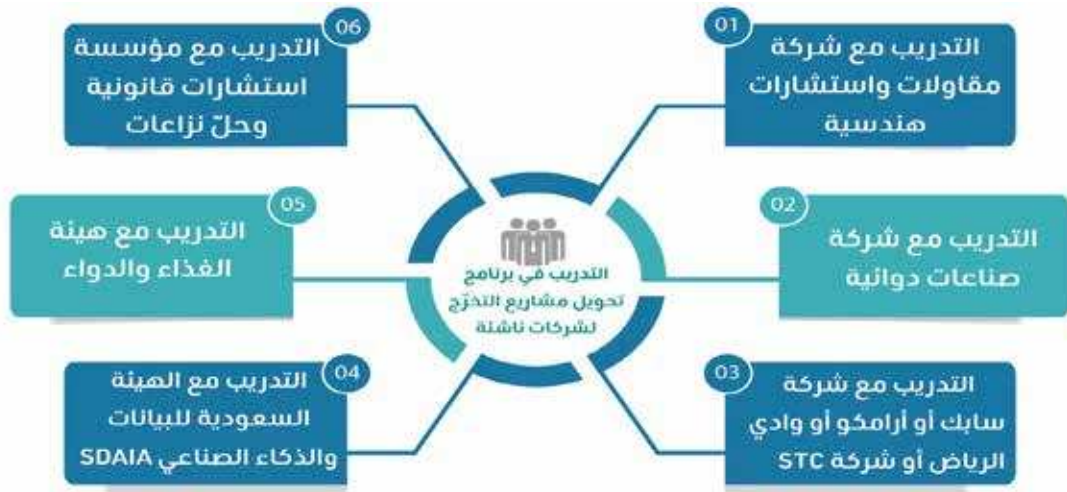 01
التدريب مع شركة
مقاولات واستشارات
هندسية
02
التدريب مع شركة
صناعات دوائية
03
التدريب مع شركة
سابك أو أرامكو أو وادي
الرياض أو شركة STC
04
التدريب مع الهيئة
السعودية للبيانات
والذكاء الصناعي SDAIA
05
التدريب مع هيئة
الغذاء والدواء
06
التدريب مع مؤسسة
استشارات قانونية
وحلّ نزاعات
التدريب في برنامج
تحويل مشاريع التخرّج
لشركات ناشئة